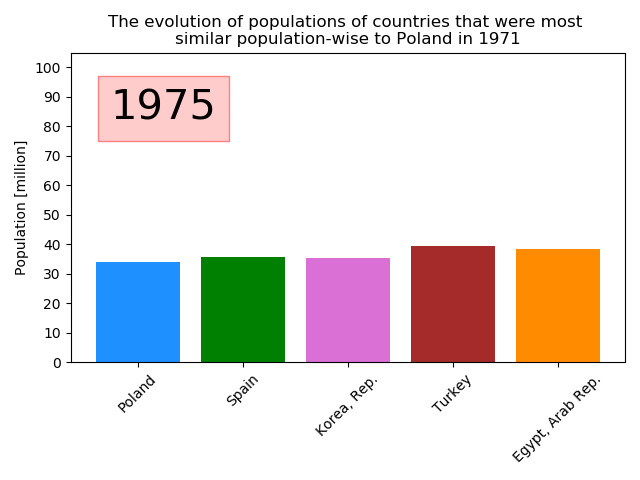 The evolution of populations of countries that were most
similar population-wise to Poland in 1971
1975
Population [million]
100
90
80
70
60
50
40
30
20
10
0
Poland
Spain
Korea, Rep.
Turkey
Egypt, Arab Rep.